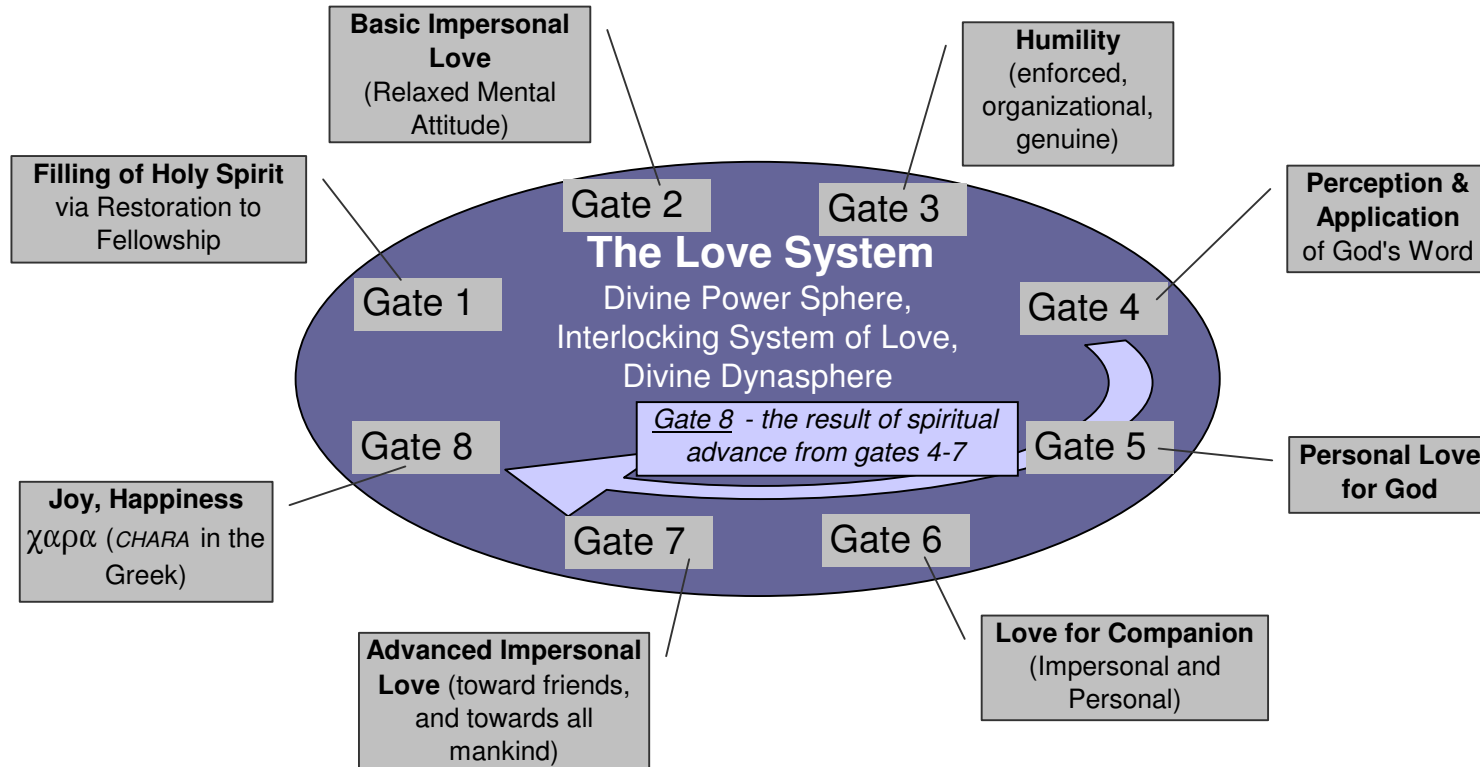 Basic Impersonal
Love
(Relaxed Mental
Attitude)
Humility
(enforced,
organizational,
genuine)
Filling of Holy Spirit
via Restoration to
Fellowship
Perception &
Application
of God's Word
Gate 2
Gate 3
The Love System
Divine Power Sphere,
Interlocking System of Love,
Divine Dynasphere
Gate 1
Gate 4
Gate 8 - the result of spiritual
advance from gates 4-7
Gate 8
Gate 5
Personal Love
for God
Joy, Happiness
χαρα (CHARA in the
Greek)
Gate 7
Gate 6
Advanced Impersonal
Love (toward friends,
and towards all
mankind)
Love for Companion
(Impersonal and
Personal)